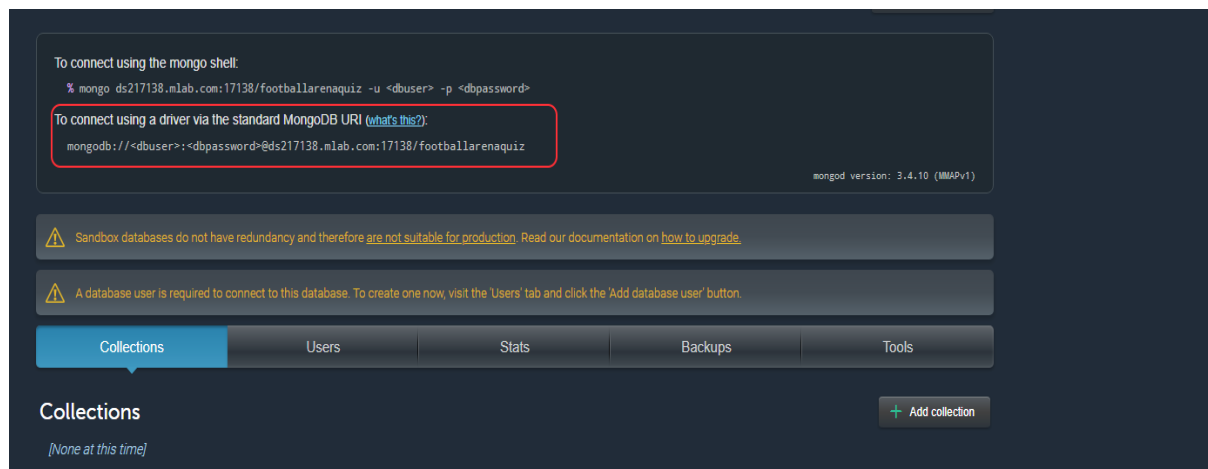 To connect using the mongo shell:
% mongo ds217138.mlab.com:17138/footballarenaquiz -u <dbuser> -p <dbpassword>
To connect using a driver via the standard MongoDB URI (what's this?):
mongodb://<dbuser>:<dbpassword>@ds217138.mlab.com:17138/footballarenaquiz
mongod version: 3.4.10 (MMAPv1)
Sandbox databases do not have redundancy and therefore are not suitable for production. Read our documentation on how to upgrade.
A database user is required to connect to this database. To create one now, visit the 'Users' tab and click the 'Add database user' button.
Collections Users Stats Backups Tools
Collections
+ Add collection
[None at this time]